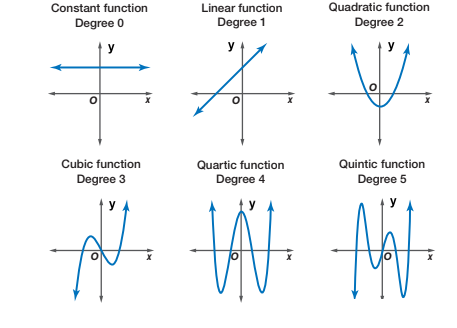 Constant function
Degree 0
Linear function
Degree 1
Quadratic function
Degree 2
y
O
x
y
O
x
y
O
x
Cubic function
Degree 3
Quartic function
Degree 4
Quintic function
Degree 5
y
O
x
y
O
x
y
O
x